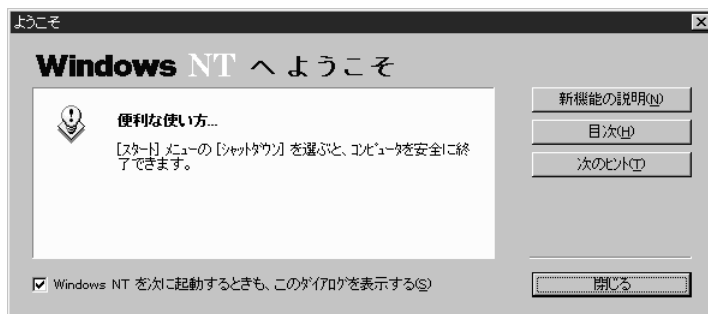 ようこそ
Windows NT へようこそ
便利な使い方...
[スタート] メニューの [シャットダウン] を選ぶと、コンピュータを安全に終
了できます。
新機能の説明(N)
目次(H)
次のヒント(T)
Windows NT を次に起動するときも、このダイアログを表示する(S)
閉じる